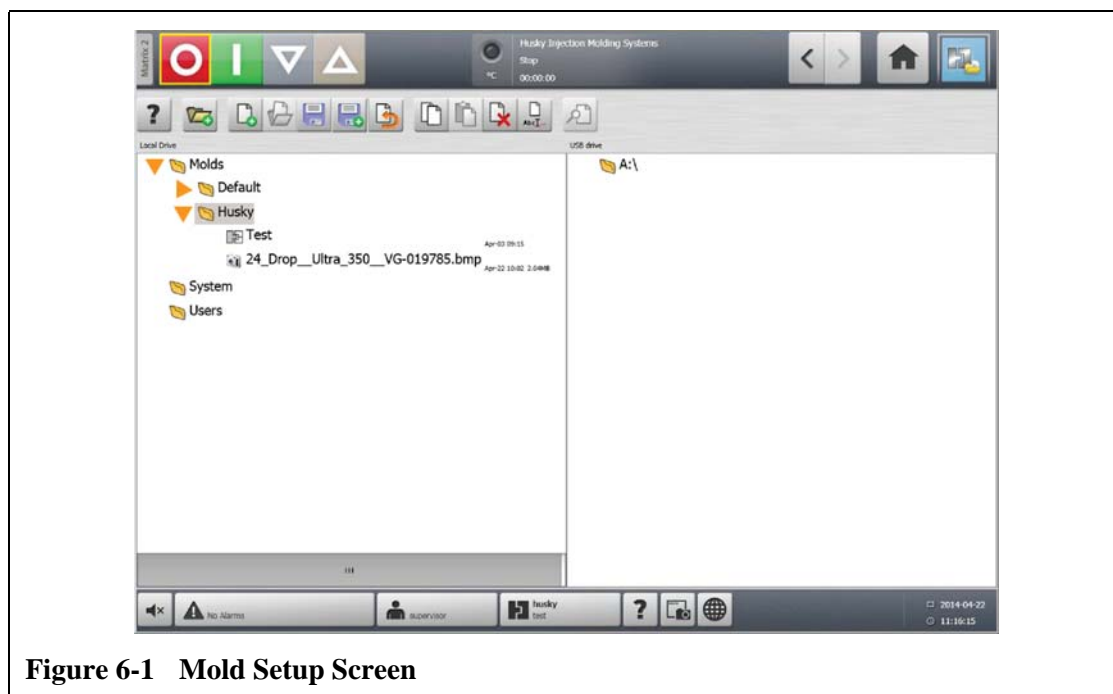 Matrix 2
Husky Injection Molding Systems
Stop
°C
00:00:00
?
Abc
Local Drive
USB drive
Molds
Default
Husky
Test
Apr-03 09:15
24_Drop__Ultra_350__VG-019785.bmp
Apr-22 10:02 2.04MB
System
Users
A:\
No Alarms
supervisor
husky
test
?
2014-04-22
11:16:15
Figure 6-1 Mold Setup Screen